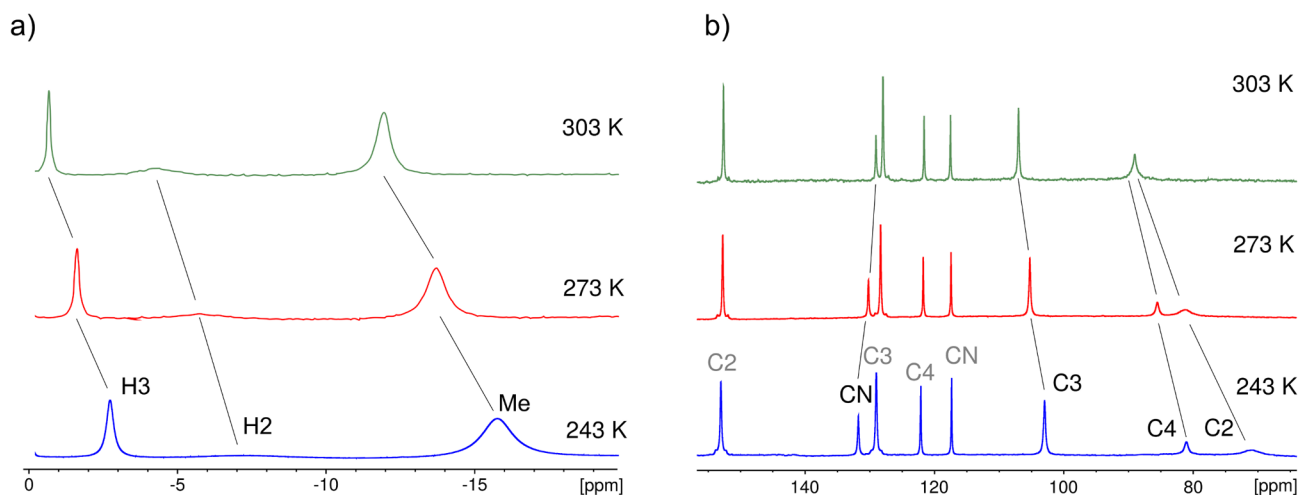 a)
303 K
273 K
H3
H2
Me
243 K
0
-5
-10
-15
[ppm]
b)
303 K
273 K
C2
CN
C3
C4
CN
C3
C4
C2
243 K
140
120
100
80
[ppm]